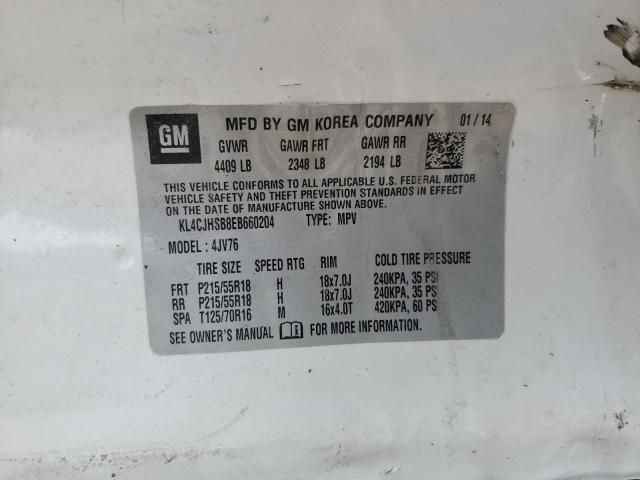 GM
MFD BY GM KOREA COMPANY 01/14
GVWR GAWR FRT GAWR RR
4409 LB 2348 LB 2194 LB
THIS VEHICLE CONFORMS TO ALL APPLICABLE U.S. FEDERAL MOTOR
VEHICLE SAFETY AND THEFT PREVENTION STANDARDS IN EFFECT
ON THE DATE OF MANUFACTURE SHOWN ABOVE.
KL4CJHSB8EB660204 TYPE: MPV
MODEL: 4JV76
TIRE SIZE SPEED RTG RIM COLD TIRE PRESSURE
FRT P215/55R18 H 18x7.0J 240KPA, 35 PSI
RR P215/55R18 H 18x7.0J 240KPA, 35 PS
SPA T125/70R16 M 16x4.0T 420KPA, 60 PSI
SEE OWNER'S MANUAL FOR MORE INFORMATION.